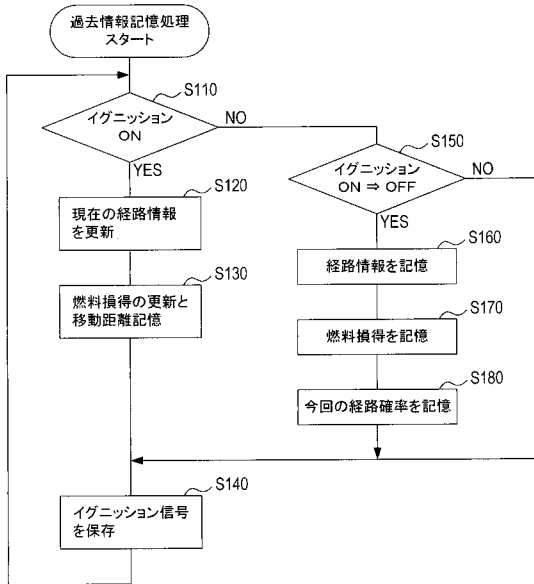 過去情報記憶処理
スタート
S110
イグニッション
ON
NO
YES
S120
現在の経路情報
を更新
S130
燃料損得の更新と
移動距離記憶
S150
イグニッション
ON ⇒ OFF
NO
YES
S160
経路情報を記憶
S170
燃料損得を記憶
S180
今回の経路確率を記憶
S140
イグニッション信号
を保存